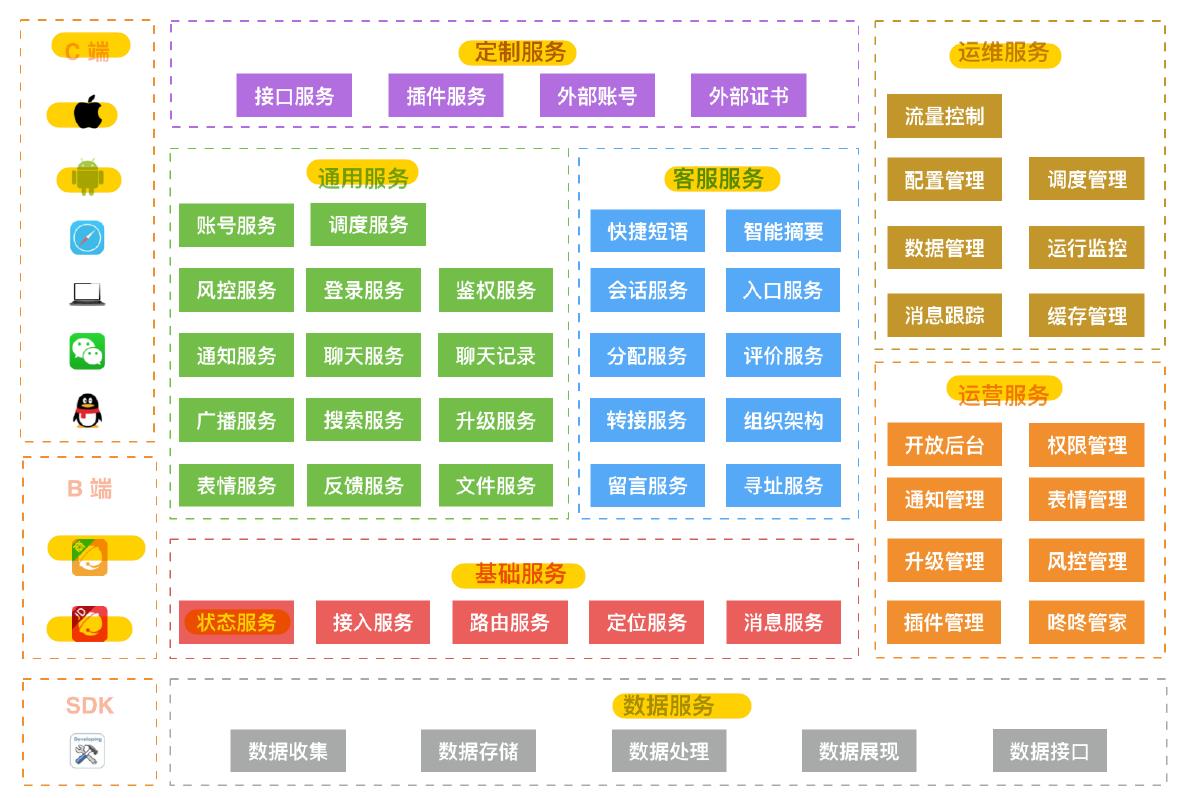 C 端
定制服务
接口服务
插件服务
外部账号
外部证书
通用服务
账号服务
调度服务
风控服务
登录服务
鉴权服务
通知服务
聊天服务
聊天记录
广播服务
搜索服务
升级服务
表情服务
反馈服务
文件服务
客服服务
快捷短语
智能摘要
会话服务
入口服务
分配服务
评价服务
转接服务
组织架构
留言服务
寻址服务
运维服务
流量控制
配置管理
调度管理
数据管理
运行监控
消息跟踪
缓存管理
运营服务
开放后台
权限管理
通知管理
表情管理
升级管理
风控管理
插件管理
咚咚管家
B 端
JD
基础服务
状态服务
接入服务
路由服务
定位服务
消息服务
SDK
Developing
数据服务
数据收集
数据存储
数据处理
数据展现
数据接口